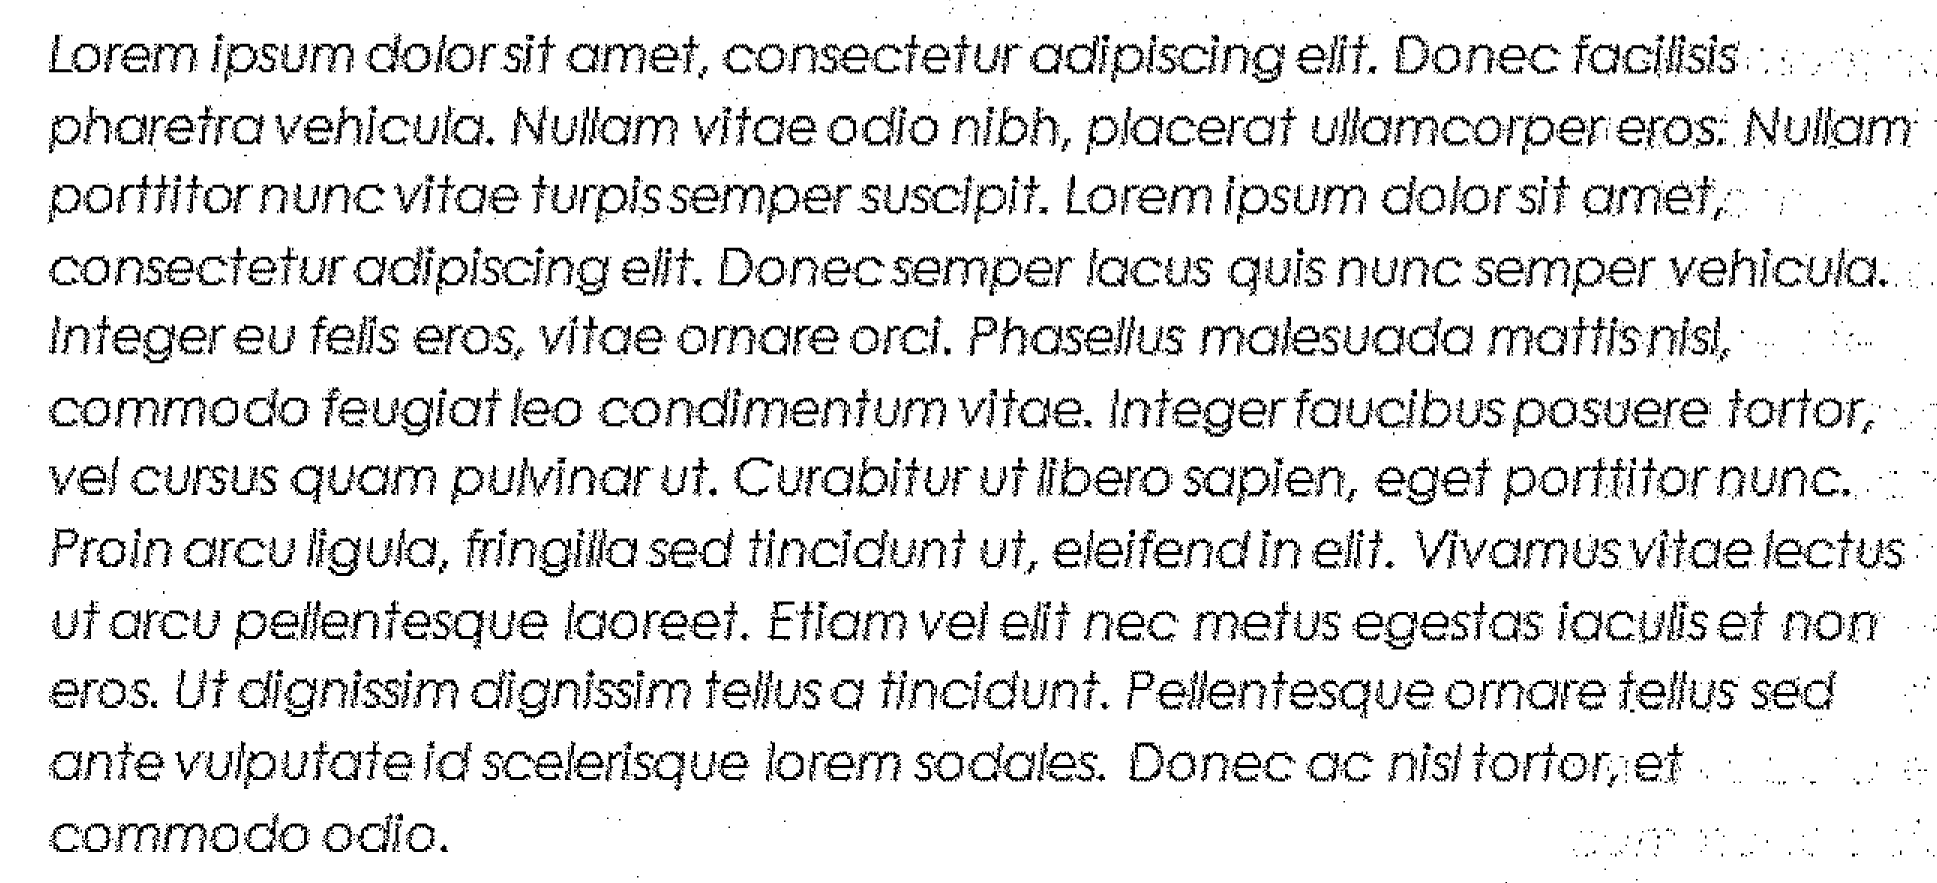 Lorem ipsum dolor sit amet, consectetur adipiscing elit. Donec facilisis
pharetra vehicula. Nullam vitae odio nibh, placerat ullamcorper eros. Nullam
porttitor nunc vitae turpis semper suscipit. Lorem ipsum dolor sit amet,
consectetur adipiscing elit. Donec semper lacus quis nunc semper vehicula.
Integer eu felis eros, vitae ornare orci. Phasellus malesuada mattis nisl,
commodo feugiat leo condimentum vitae. Integer faucibus posuere tortor,
vel cursus quam pulvinar ut. Curabitur ut libero sapien, eget porttitor nunc.
Proin arcu ligula, fringilla sed tincidunt ut, eleifend in elit. Vivamus vitae lectus
ut arcu pellentesque laoreet. Etiam vel elit nec metus egestas iaculis et non
eros. Ut dignissim dignissim tellus a tincidunt. Pellentesque ornare tellus sed
ante vulputate id scelerisque lorem sodales. Donec ac nisl tortor, et
commodo odio.